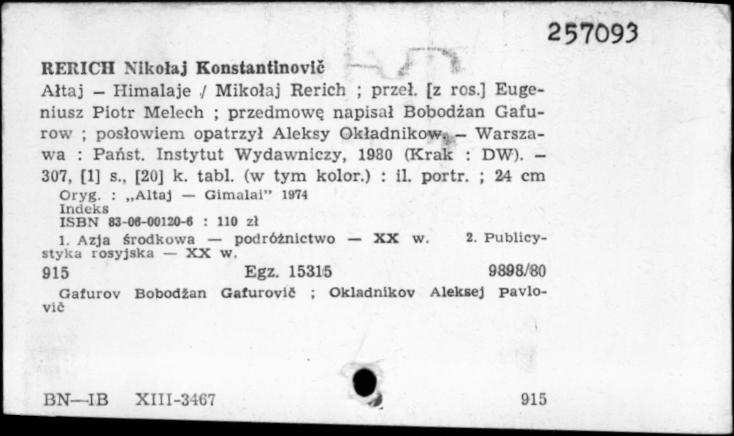 257093
RERICH Nikołaj Konstantinovič
Ałtaj — Himalaje / Mikołaj Rerich ; przeł. [z ros.] Euge-
niusz Piotr Melech ; przedmowę napisał Bobodżan Gafu-
row ; posłowiem opatrzył Aleksy Okładnikow. — Warsza-
wa : Państ. Instytut Wydawniczy, 1980 (Krak : DW). —
307, [1] s., [20] k. tabl. (w tym kolor.) : il. portr. ; 24 cm
Oryg. : „Altaj — Gimalai” 1974
Indeks
ISBN 83-06-00120-6 : 110 zł
1. Azja środkowa — podróżnictwo — XX w. 2. Publicy-
styka rosyjska — XX w.
915 Egz. 15315 9898/80
Gafurov Bobodžan Gafurovič ; Okladnikov Aleksej Pavlo-
vič
BN—IB XIII-3467 915